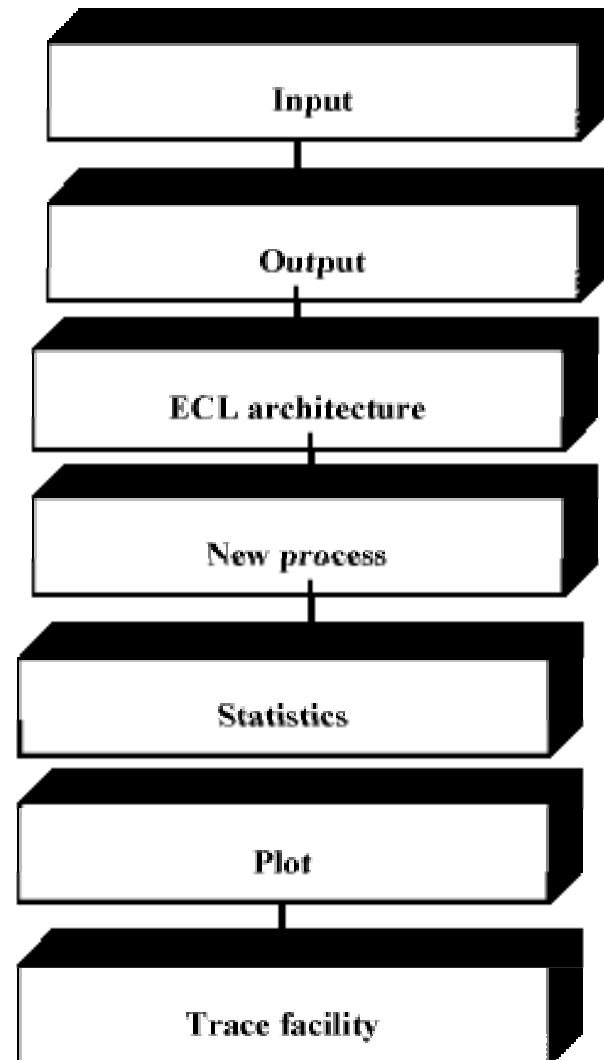 Input
Output
ECL architecture
New process
Statistics
Plot
Trace facility